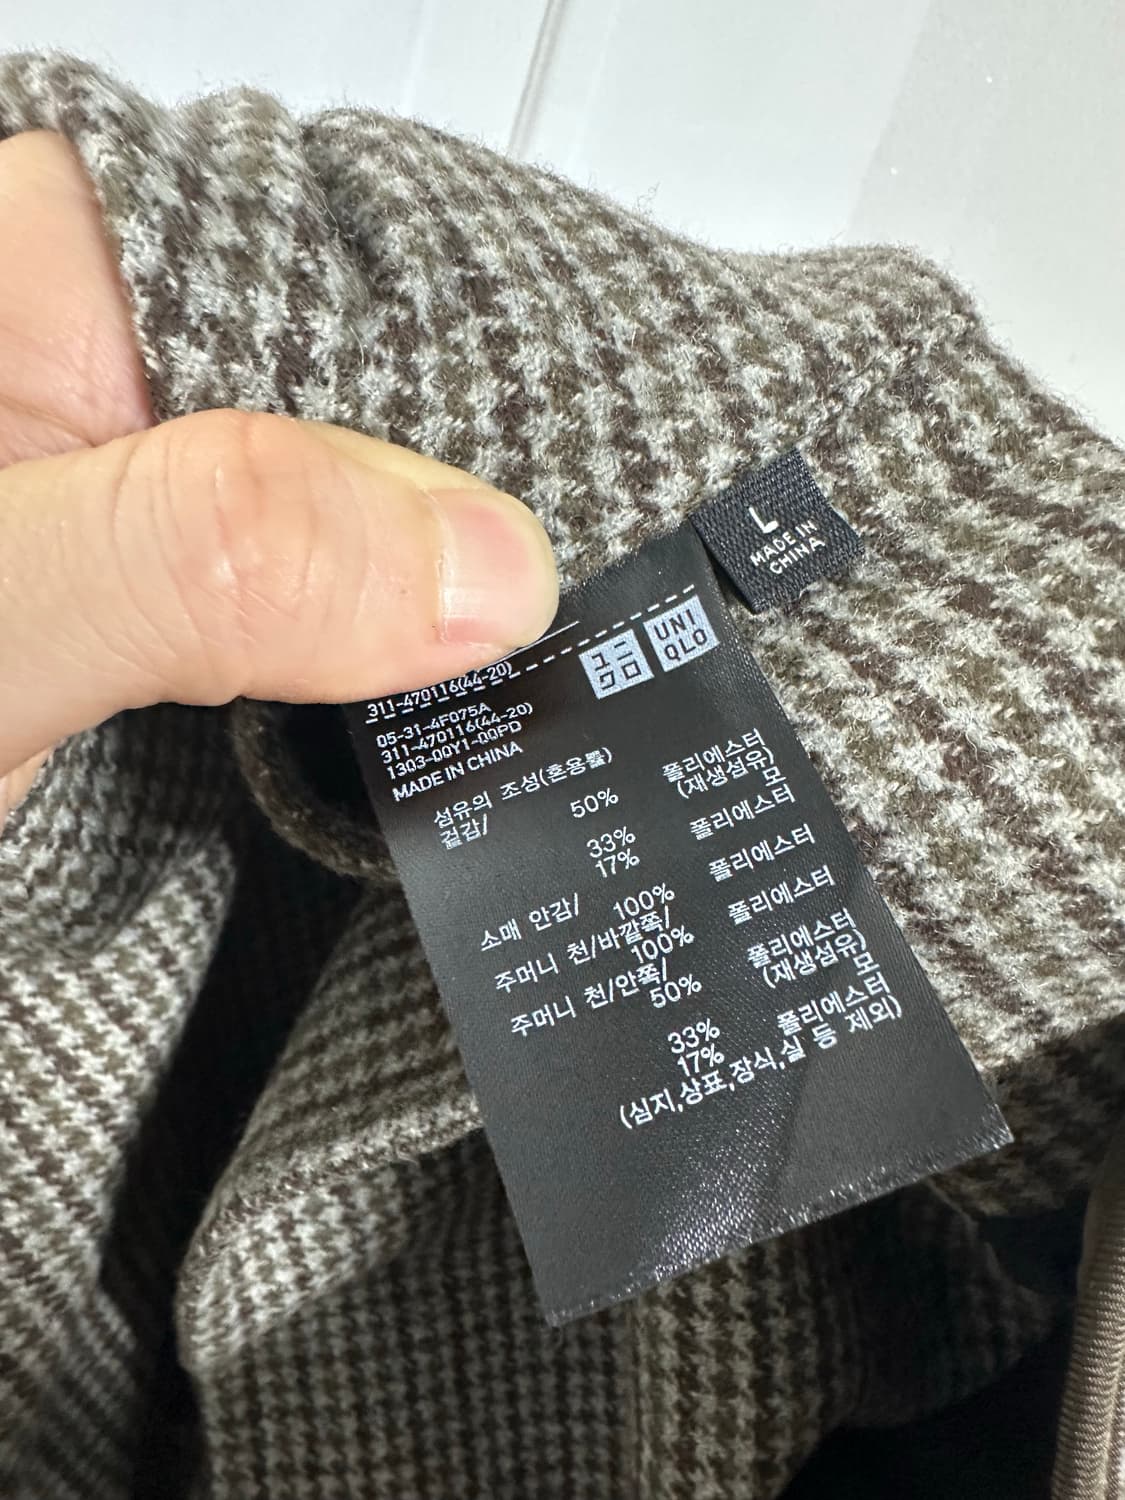 L
MADE IN
CHINA
ユニ
クロ
UNI
QLO
311-470116(44-20)
05-31-4F075A
311-470116(44-20)
1303-00Y1-00PD
MADE IN CHINA
섬유의 조성(혼용률)
겉감/ 50% 폴리에스터
(재생섬유)
33% 모
17% 폴리에스터
소매 안감/ 100% 폴리에스터
주머니 천/바깥쪽/
100% 폴리에스터
주머니 천/안쪽/
50% 폴리에스터
(재생섬유)
33% 모
17% 폴리에스터
(심지,상표,장식,실 등 제외)